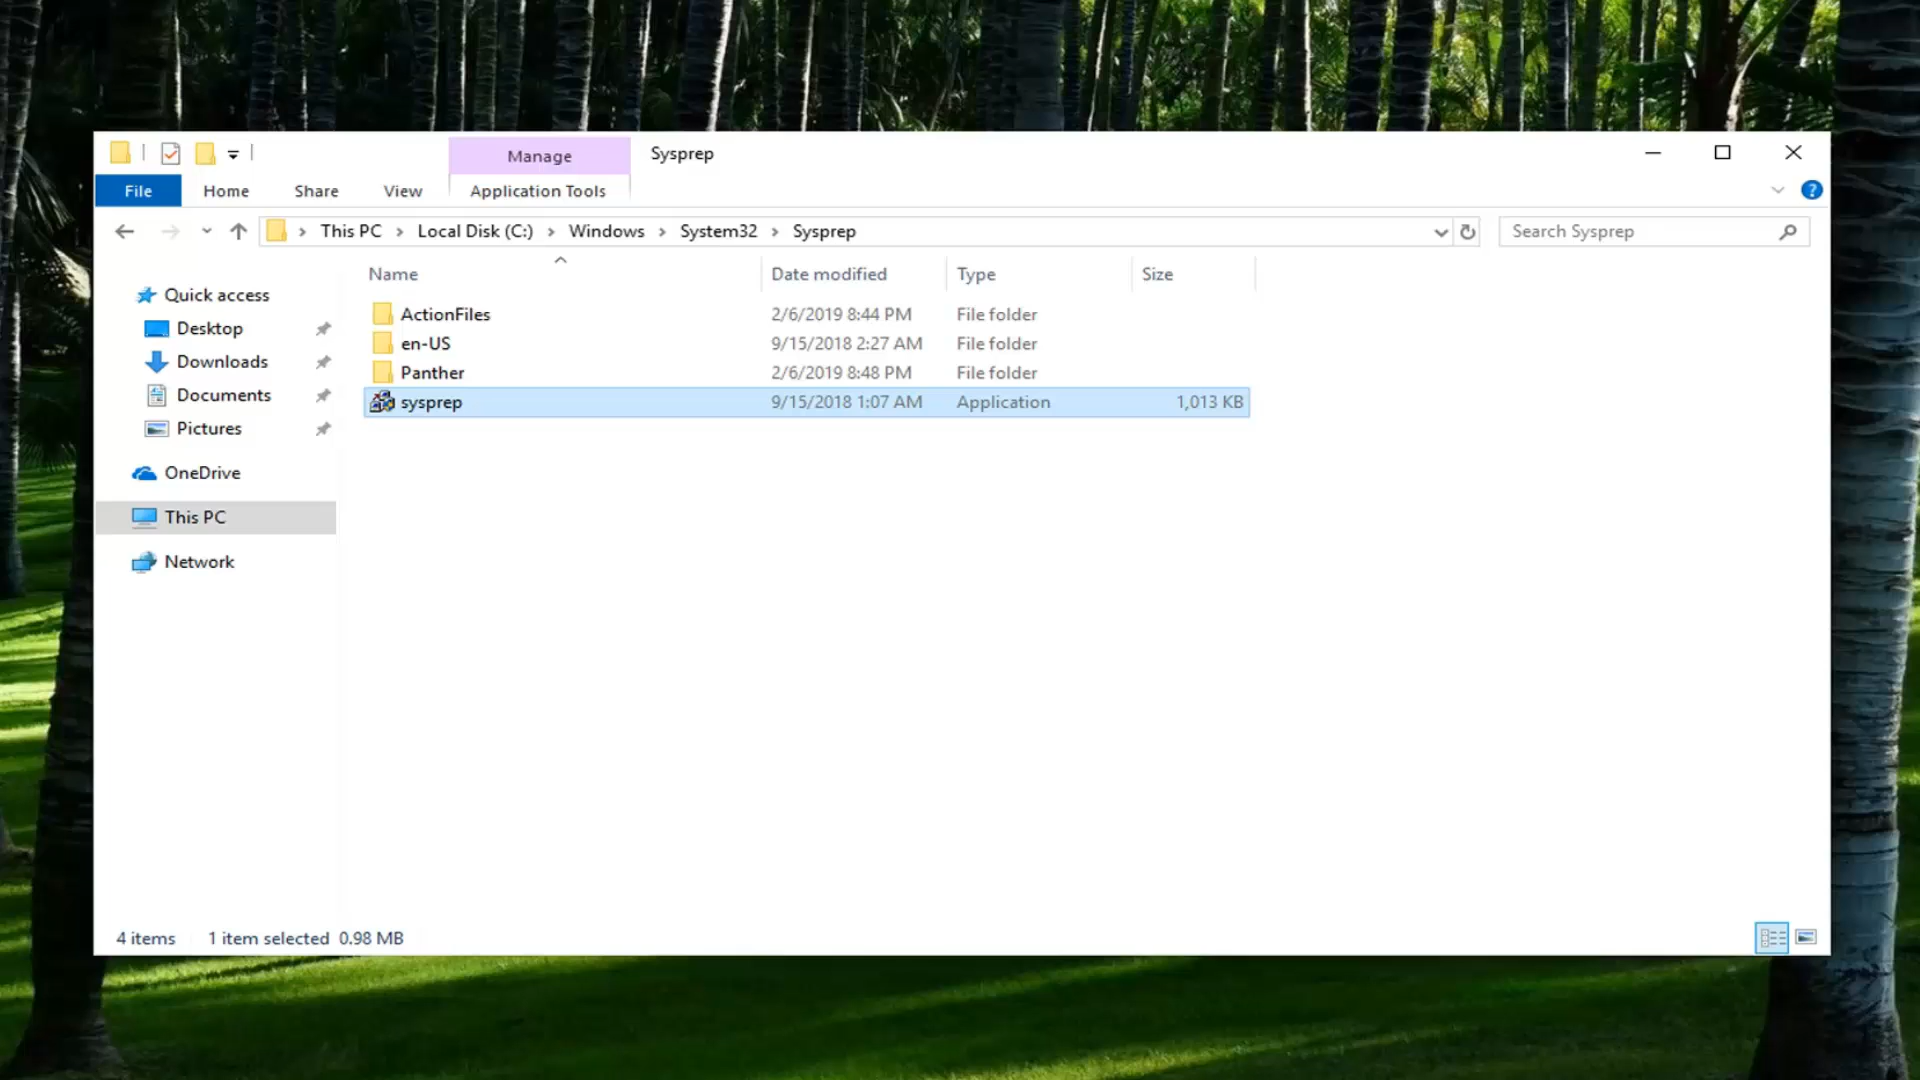 Manage
Sysprep
File
Home
Share
View
Application Tools
This PC
Local Disk (C:)
Windows
System32
Sysprep
Search Sysprep
Name
Date modified
Type
Size
Quick access
Desktop
Downloads
Documents
Pictures
OneDrive
This PC
Network
ActionFiles 2/6/2019 8:44 PM File folder
en-US 9/15/2018 2:27 AM File folder
Panther 2/6/2019 8:48 PM File folder
sysprep 9/15/2018 1:07 AM Application 1,013 KB
4 items 1 item selected 0.98 MB